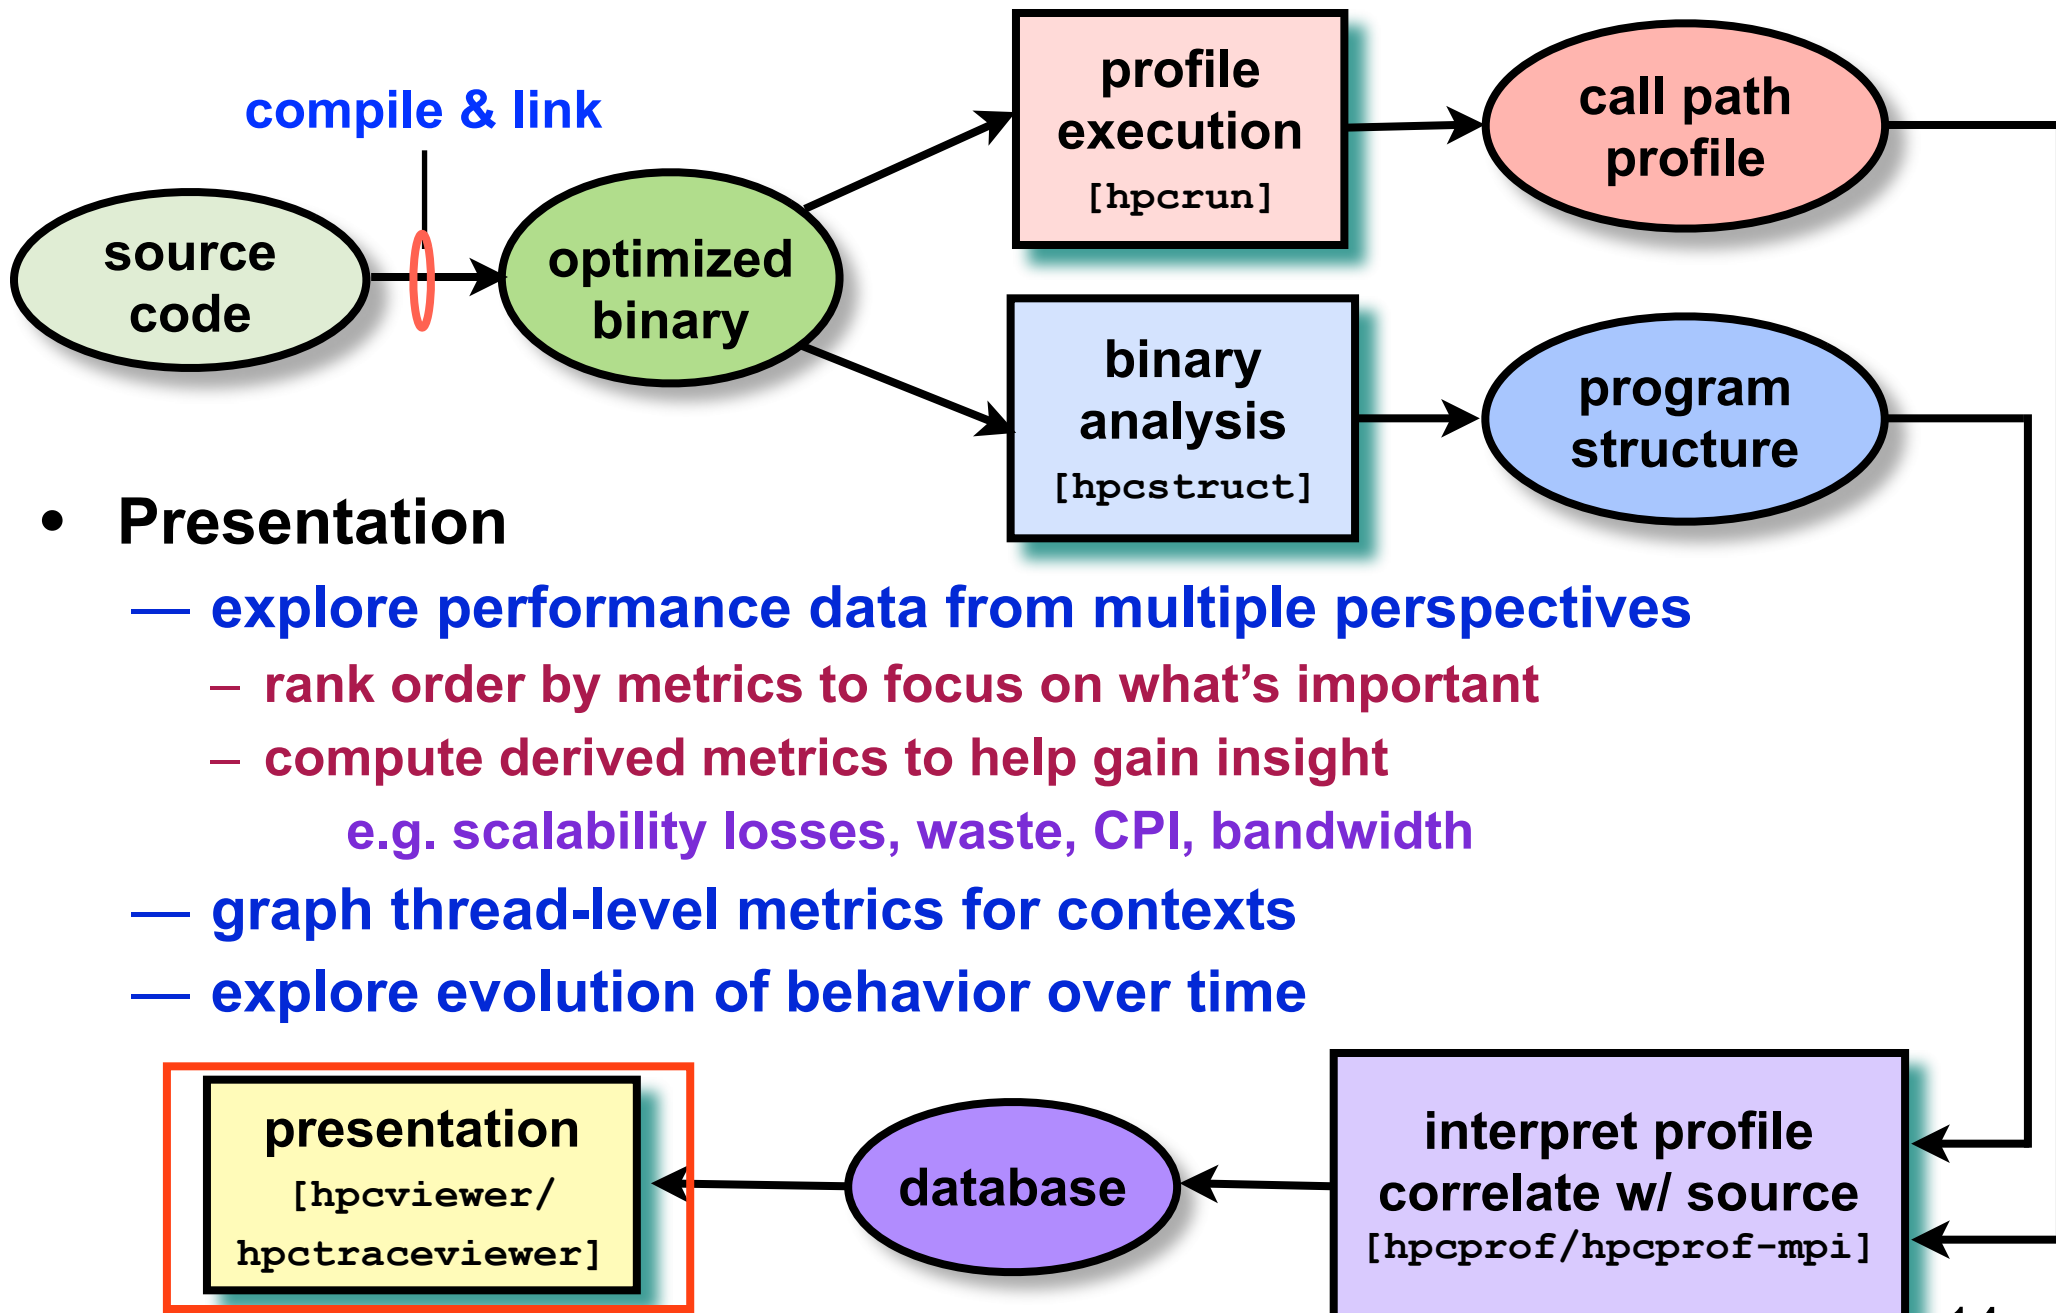 compile & link
source
code
optimized
binary
profile
execution
[hpcrun]
call path
profile
binary
analysis
[hpcstruct]
program
structure
• Presentation
— explore performance data from multiple perspectives
– rank order by metrics to focus on what’s important
– compute derived metrics to help gain insight
e.g. scalability losses, waste, CPI, bandwidth
— graph thread-level metrics for contexts
— explore evolution of behavior over time
presentation
[hpcviewer/
hpctraceviewer]
database
interpret profile
correlate w/ source
[hpcprof/hpcprof-mpi]